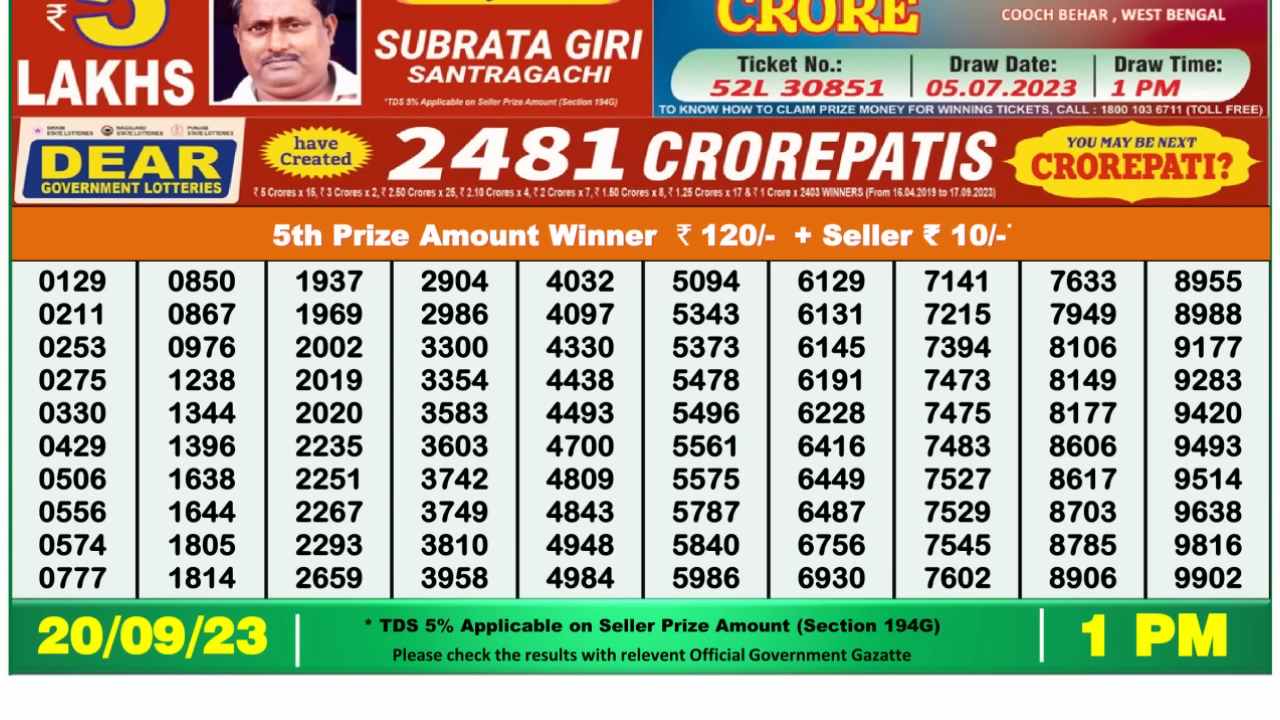 ₹ 5
LAKHS
SUBRATA GIRI
SANTRAGACHI
*TDS 5% Applicable on Seller Prize Amount (Section 194G)
CRORE
COOCH BEHAR , WEST BENGAL
Ticket No.: Draw Date: Draw Time:
52L 30851 05.07.2023 1 PM
TO KNOW HOW TO CLAIM PRIZE MONEY FOR WINNING TICKETS, CALL : 1800 103 6711 (TOLL FREE)
SIKKIM STATE LOTTERIES NAGALAND STATE LOTTERIES PUNJAB STATE LOTTERIES
DEAR
GOVERNMENT LOTTERIES
have
Created
2481 CROREPATIS
₹ 5 Crores x 15, ₹ 3 Crores x 2, ₹ 2.50 Crores x 25, ₹ 2.10 Crores x 4, ₹ 2 Crores x 7, ₹ 1.50 Crores x 8, ₹ 1.25 Crores x 17 & ₹ 1 Crore x 2403 WINNERS (From 16.04.2019 to 17.09.2023)
YOU MAY BE NEXT
CROREPATI?
5th Prize Amount Winner ₹ 120/- + Seller ₹ 10/-*
0129 0850 1937 2904 4032 5094 6129 7141 7633 8955
0211 0867 1969 2986 4097 5343 6131 7215 7949 8988
0253 0976 2002 3300 4330 5373 6145 7394 8106 9177
0275 1238 2019 3354 4438 5478 6191 7473 8149 9283
0330 1344 2020 3583 4493 5496 6228 7475 8177 9420
0429 1396 2235 3603 4700 5561 6416 7483 8606 9493
0506 1638 2251 3742 4809 5575 6449 7527 8617 9514
0556 1644 2267 3749 4843 5787 6487 7529 8703 9638
0574 1805 2293 3810 4948 5840 6756 7545 8785 9816
0777 1814 2659 3958 4984 5986 6930 7602 8906 9902
20/09/23
* TDS 5% Applicable on Seller Prize Amount (Section 194G)
Please check the results with relevent Official Government Gazatte
1 PM